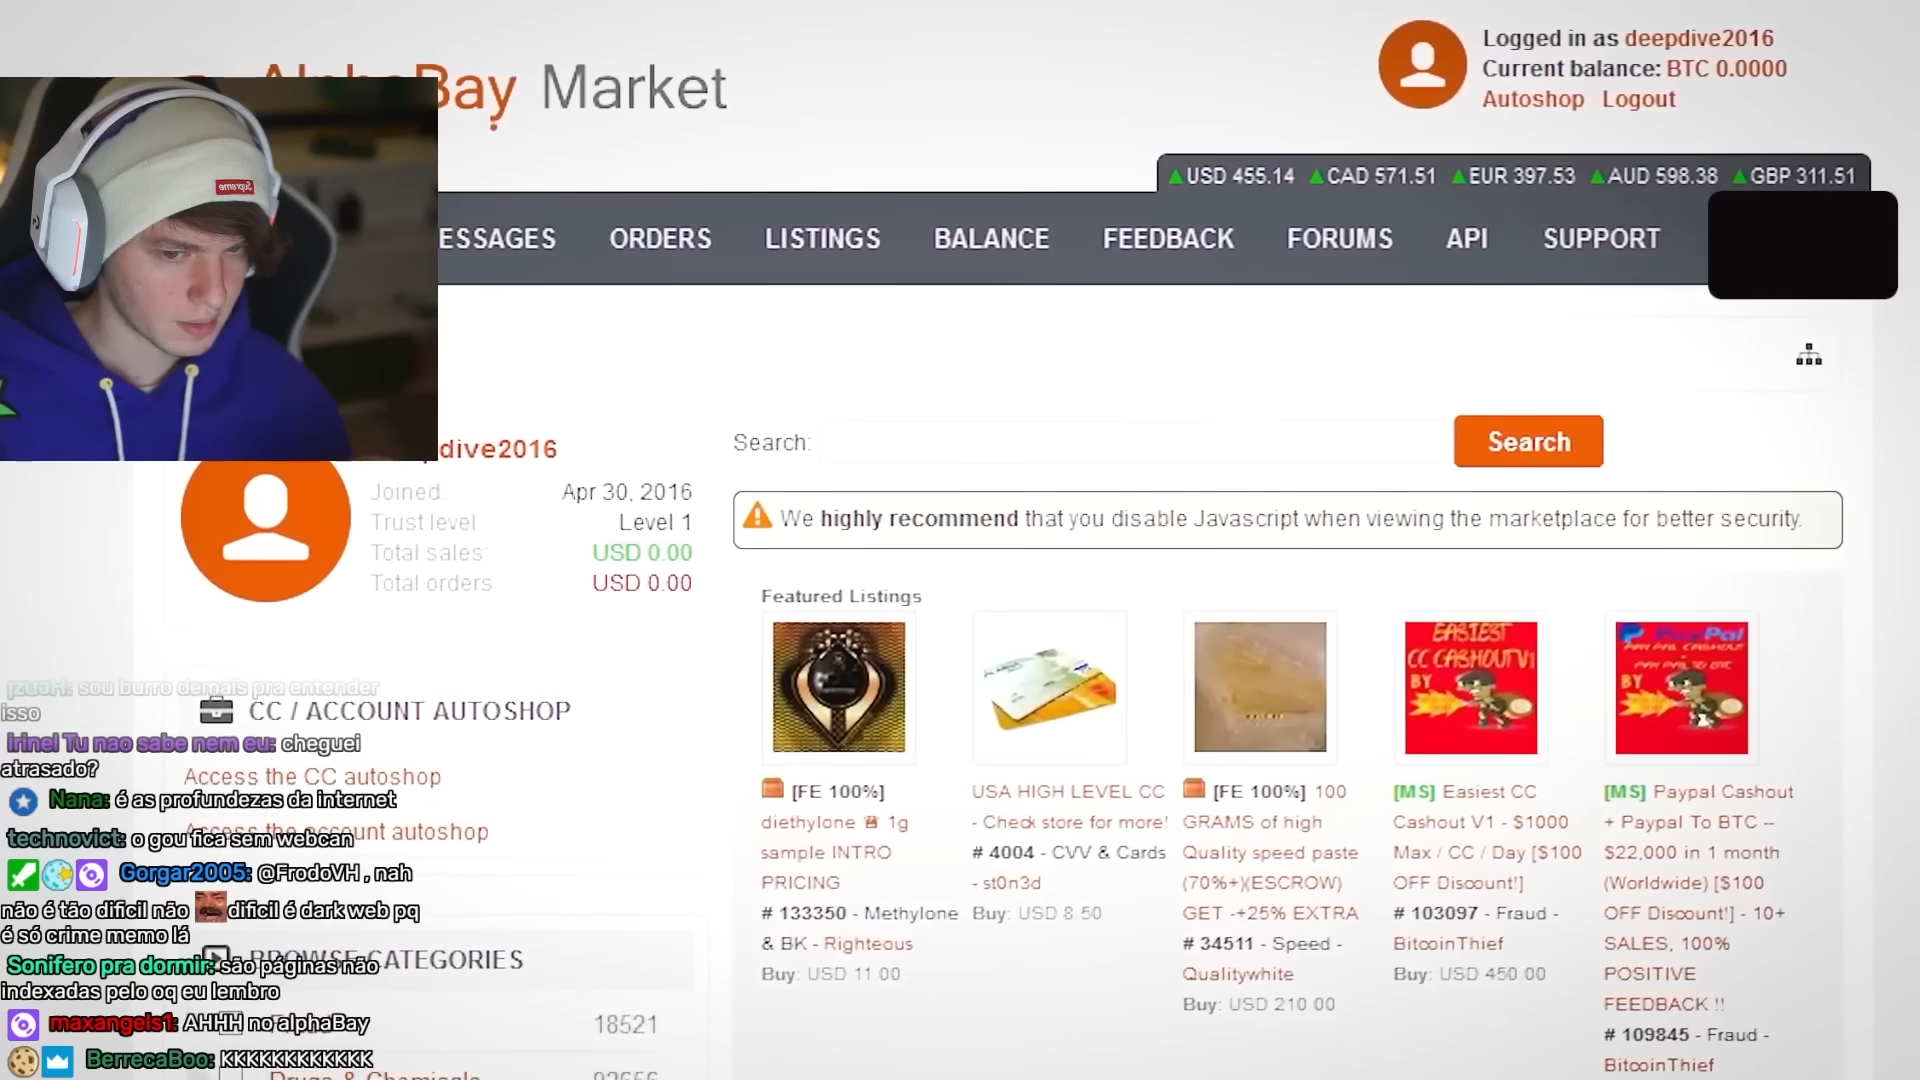 Bay Market
Logged in as deepdive2016
Current balance: BTC 0.0000
Autoshop Logout
USD 455.14 CAD 571.51 EUR 397.53 AUD 598.38 GBP 311.51
ESSAGES ORDERS LISTINGS BALANCE FEEDBACK FORUMS API SUPPORT
Supreme
dive2016
Joined
Apr 30, 2016
Trust level
Level 1
Total sales
USD 0.00
Total orders
USD 0.00
Search:
Search
We highly recommend that you disable Javascript when viewing the marketplace for better security.
Featured Listings
EASIEST
CC CASHOUT V1
BY
PayPal
BY
[FE 100%]
diethylone 1g
sample INTRO
PRICING
# 133350 - Methylone
& BK - Righteous
Buy: USD 11.00
USA HIGH LEVEL CC
- Check store for more!
# 4004 - CVV & Cards
- st0n3d
Buy: USD 8.50
[FE 100%] 100
GRAMS of high
Quality speed paste
(70%+)(ESCROW)
GET -+25% EXTRA
# 34511 - Speed -
Qualitywhite
Buy: USD 210.00
[MS] Easiest CC
Cashout V1 - $1000
Max / CC / Day [$100
OFF Discount!]
# 103097 - Fraud -
BitcoinThief
Buy: USD 450.00
[MS] Paypal Cashout
+ Paypal To BTC --
$22,000 in 1 month
(Worldwide) [$100
OFF Discount!] - 10+
SALES, 100%
POSITIVE
FEEDBACK !!
# 109845 - Fraud -
BitcoinThief
CC / ACCOUNT AUTOSHOP
Access the CC autoshop
Access the account autoshop
BROWSE CATEGORIES
18521
Drugs & Chemicals
92656
sou burro demais pra entender
isso
irinel Tu nao sabe nem eu: cheguei
atrasado?
Nana: é as profundezas da internet
technovict: o gou fica sem webcan
Gorgar2005: @FrodoVH , nah
não é tão dificil não dificil é dark web pq
é só crime memo lá
Sonifero pra dormir: são páginas não
indexadas pelo oq eu lembro
maxangels1: AHHH no alphaBay
BerrecaBoo: KKKKKKKKKKKK